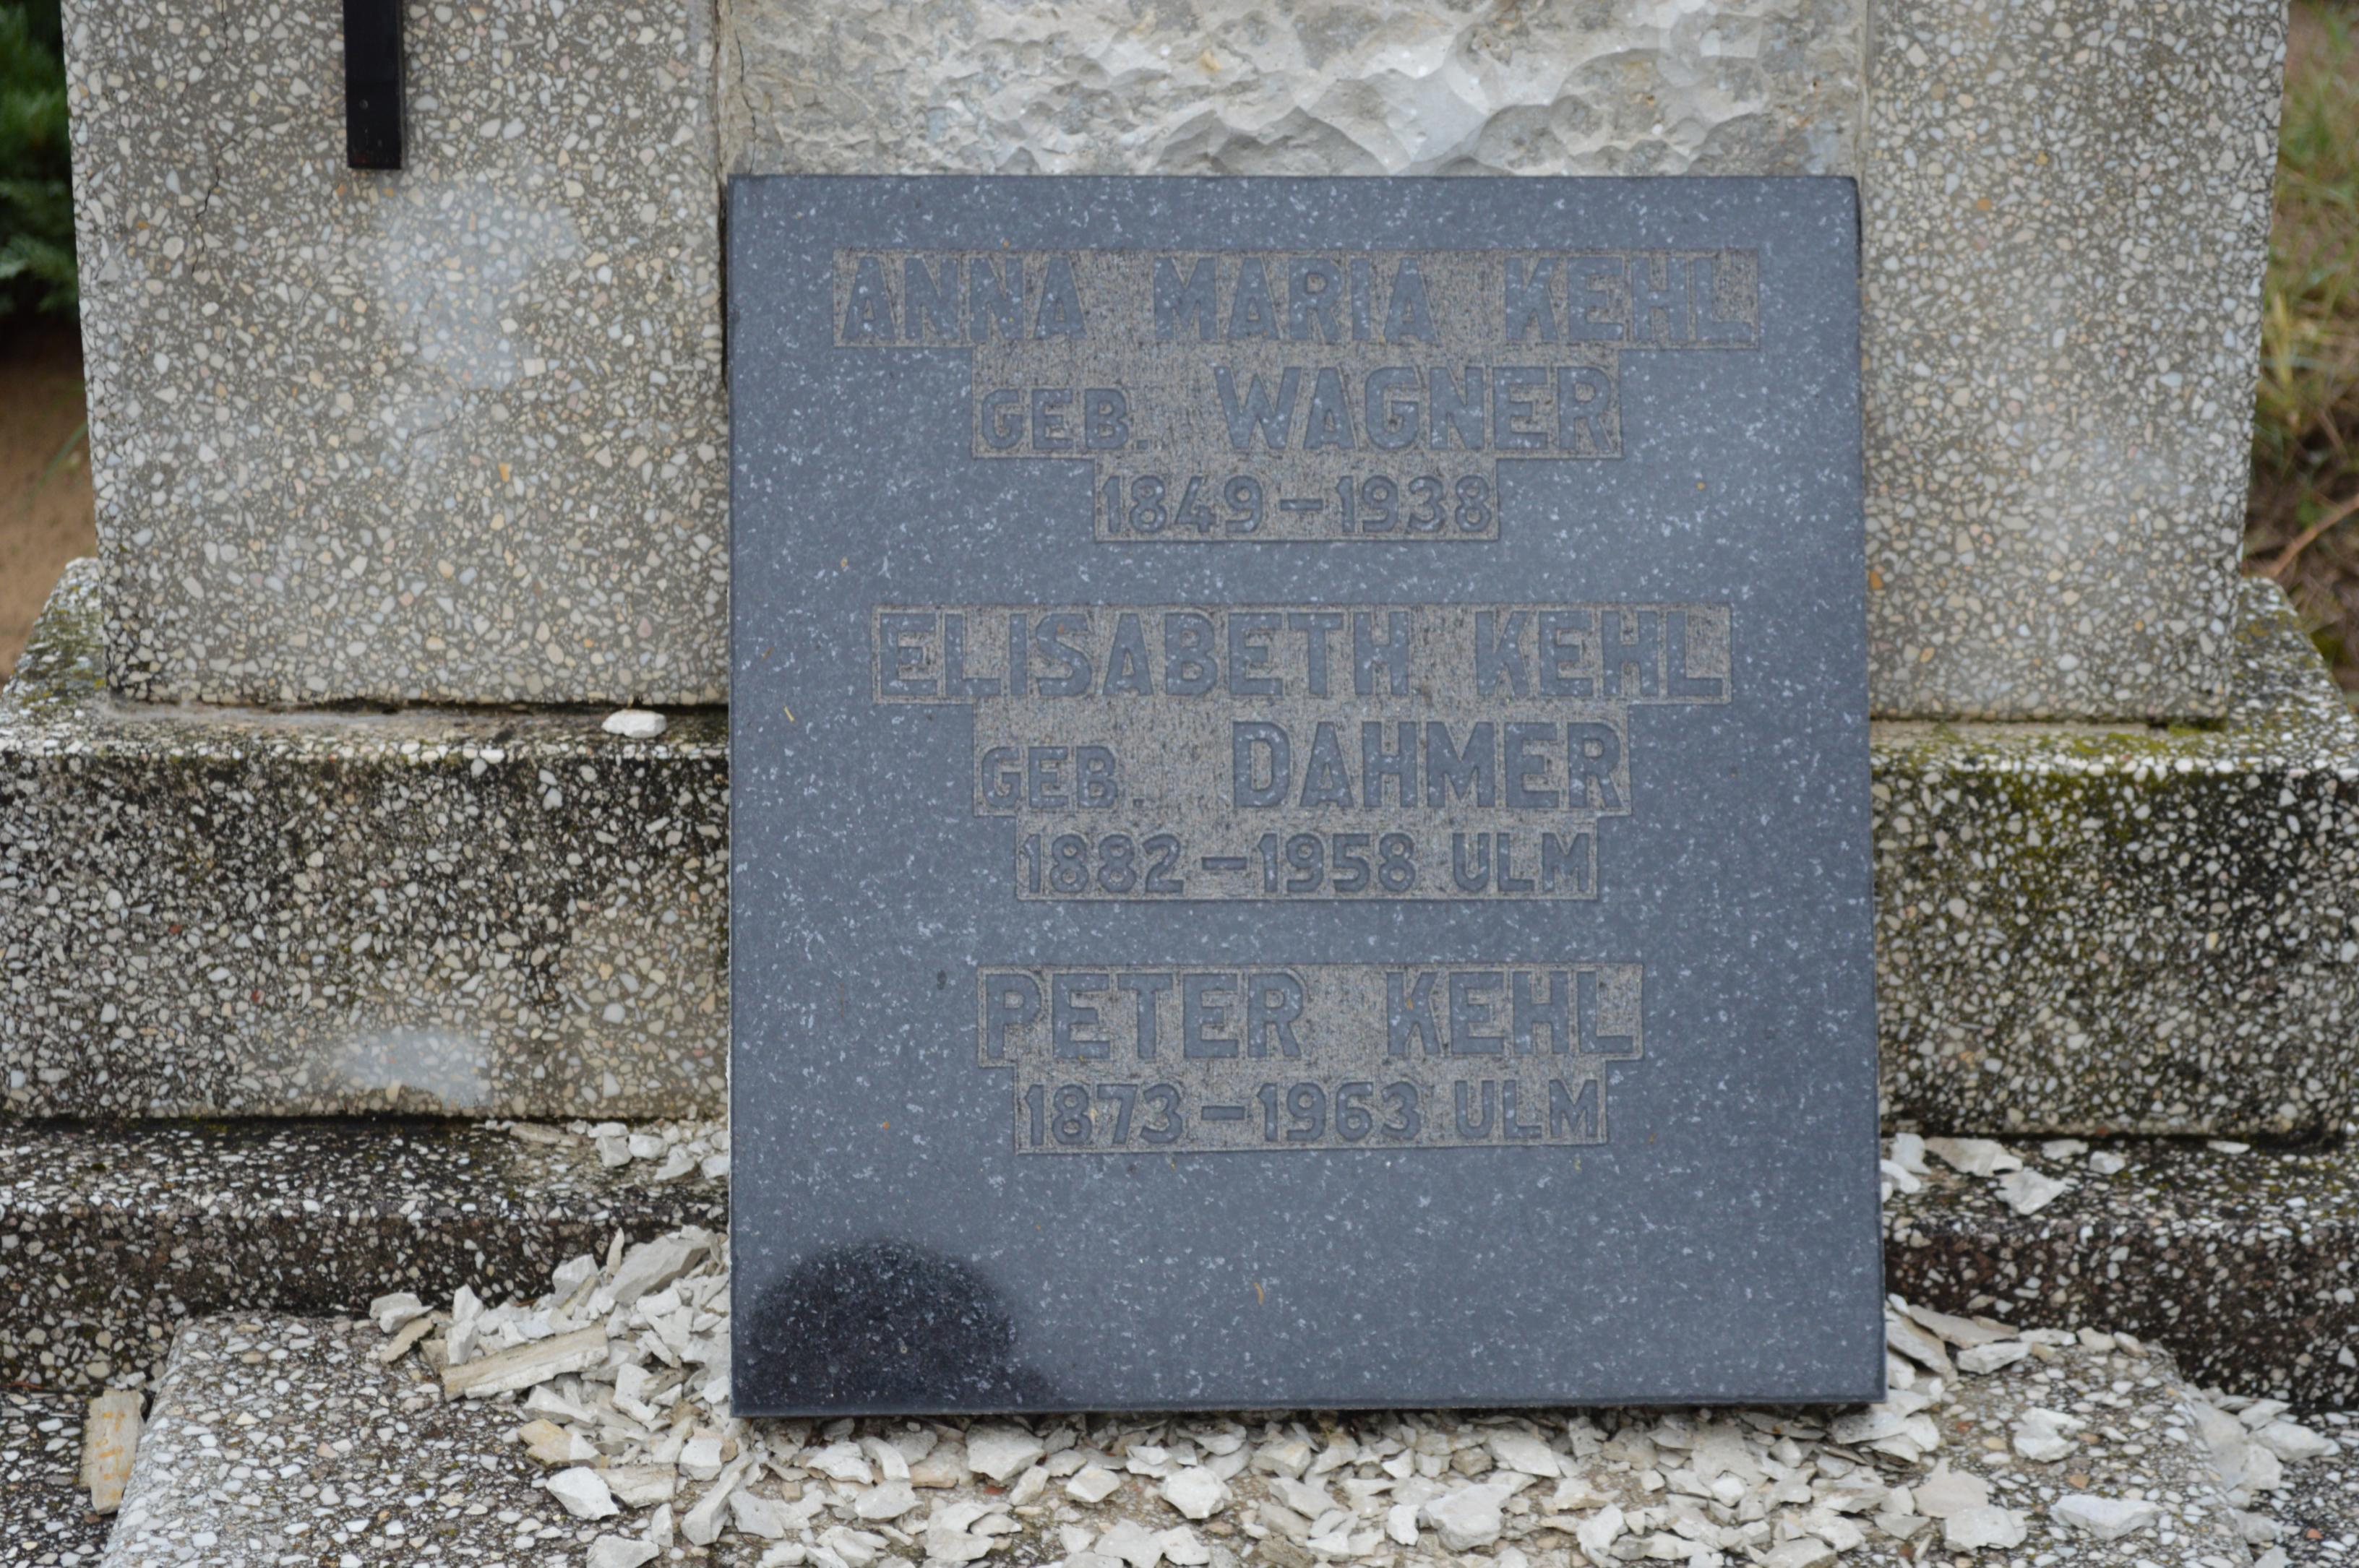 ANNA MARIA KEHL
GEB. WAGNER
1849-1938
ELISABETH KEHL
GEB. DAHMER
1882-1958 ULM
PETER KEHL
1873-1963 ULM